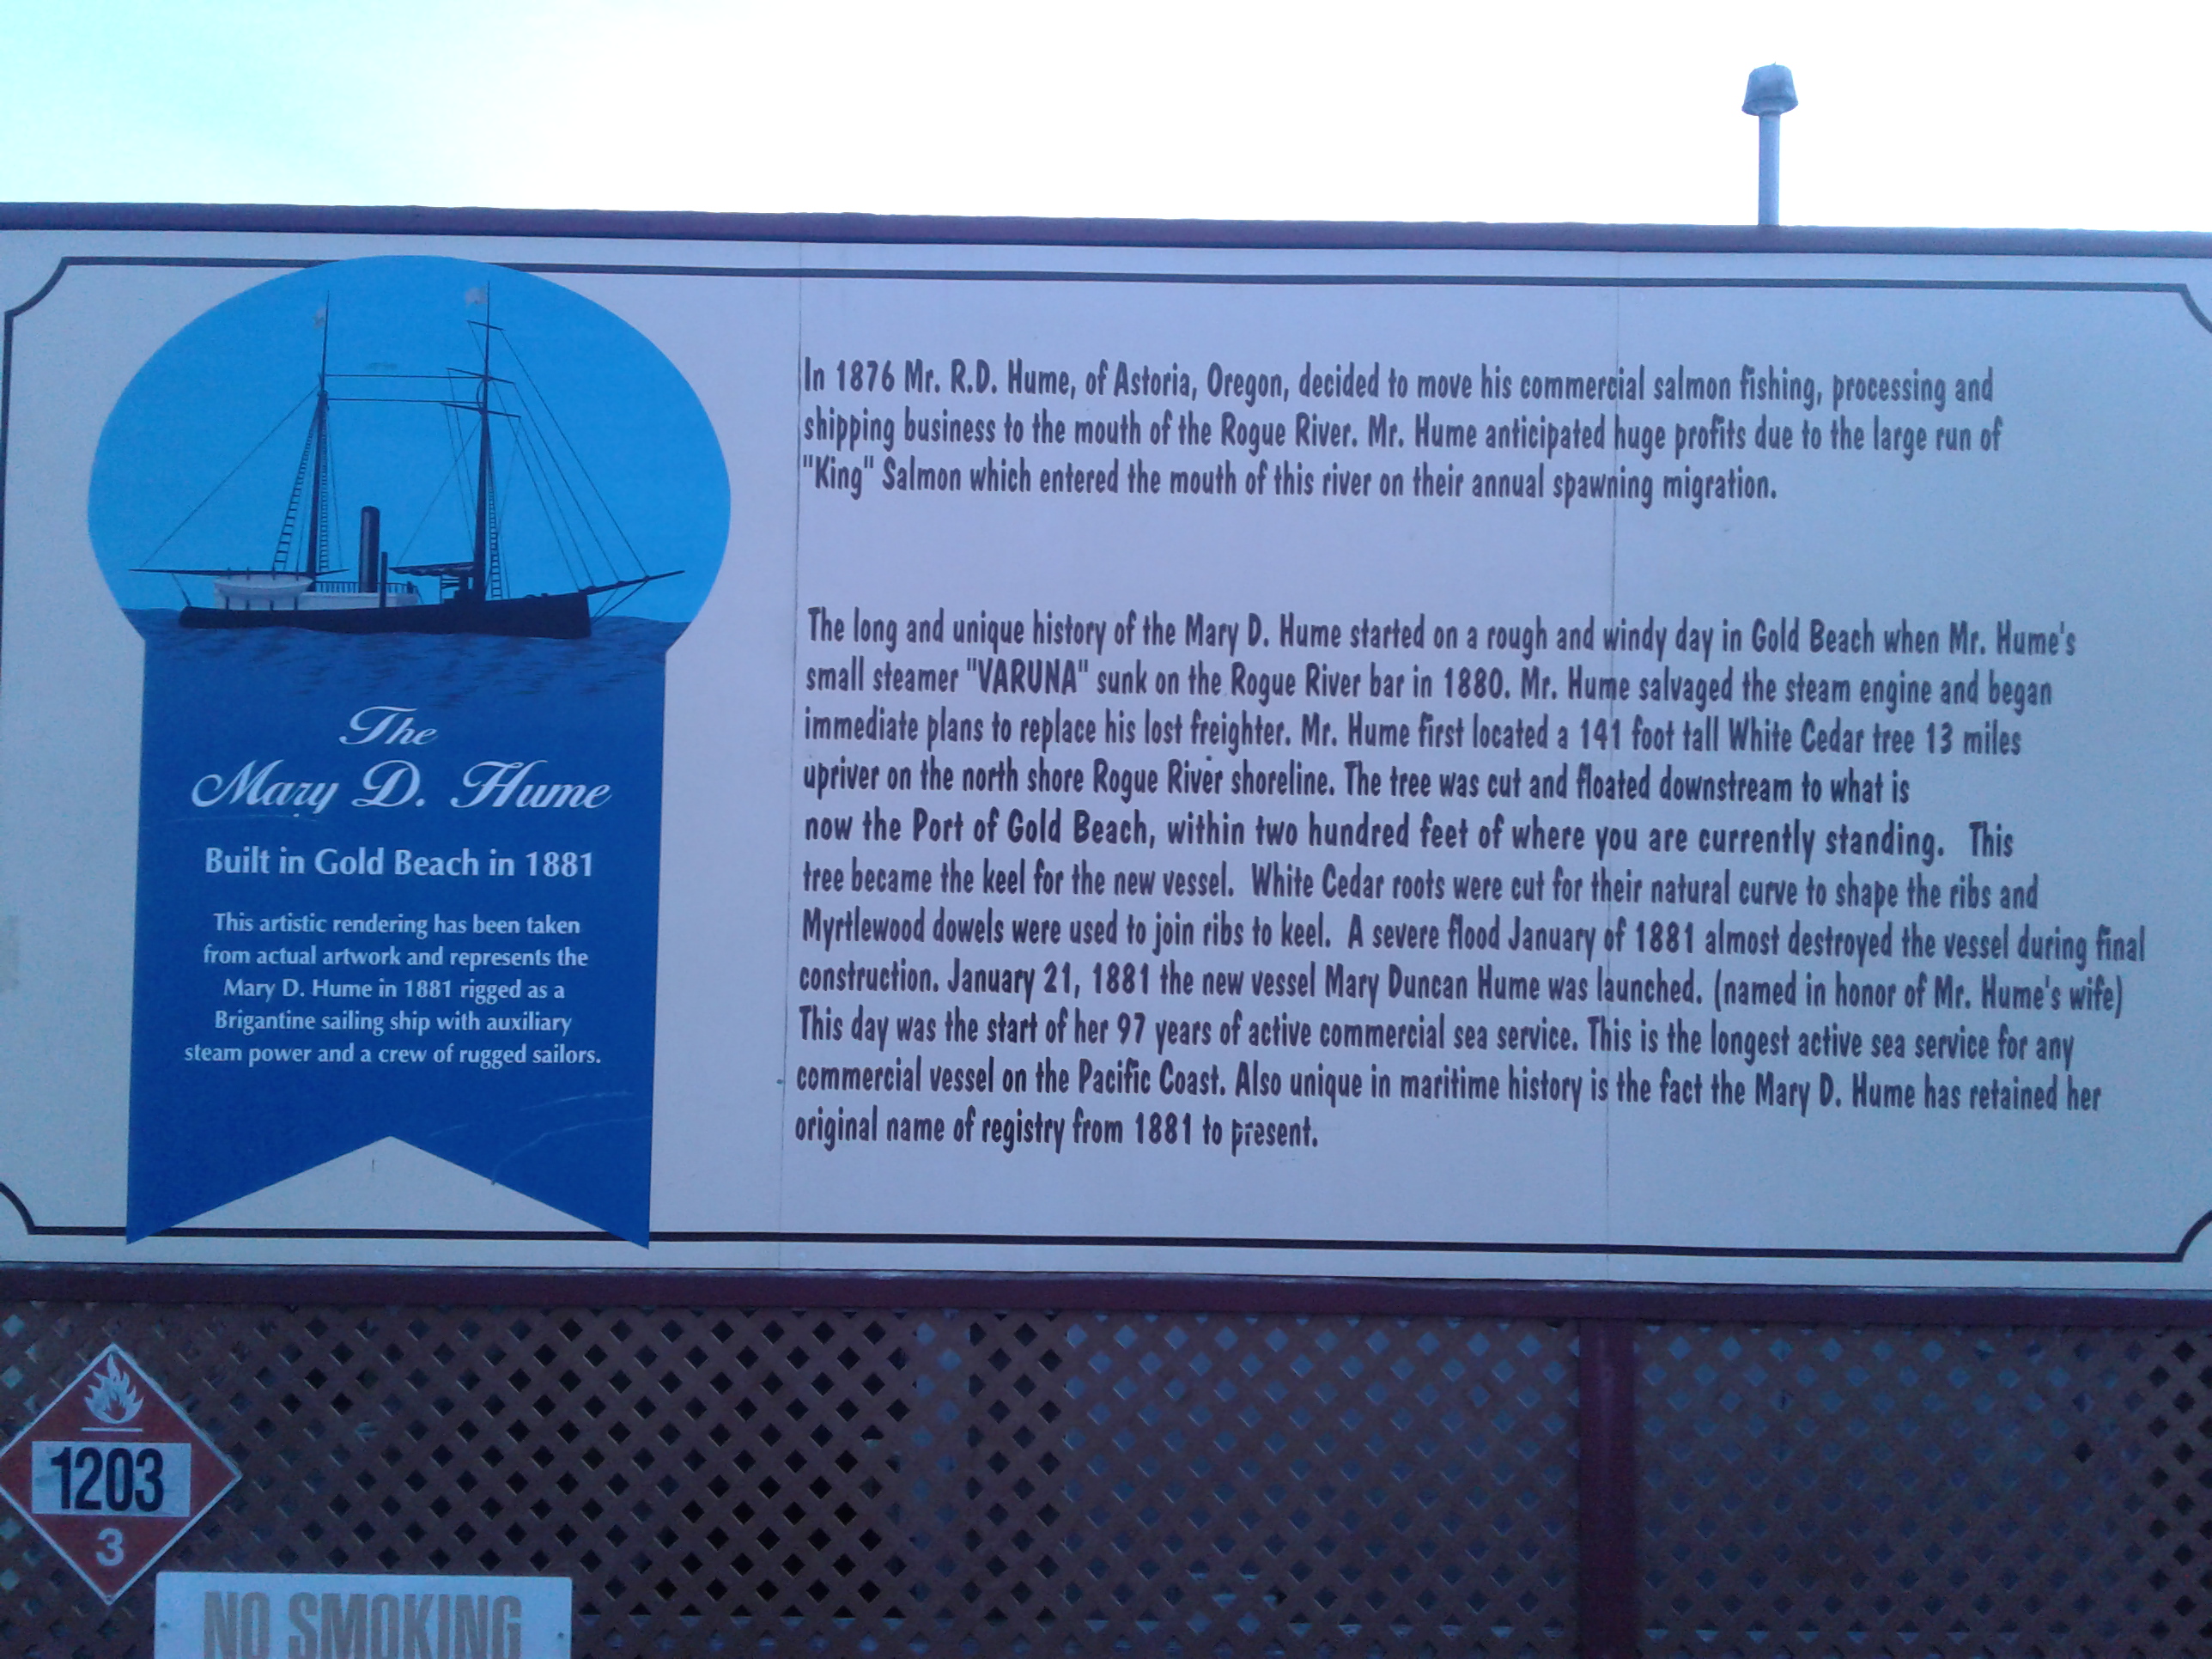 The
Mary D. Hume
Built in Gold Beach in 1881
This artistic rendering has been taken
from actual artwork and represents the
Mary D. Hume in 1881 rigged as a
Brigantine sailing ship with auxiliary
steam power and a crew of rugged sailors.
In 1876 Mr. R.D. Hume, of Astoria, Oregon, decided to move his commercial salmon fishing, processing and
shipping business to the mouth of the Rogue River. Mr. Hume anticipated huge profits due to the large run of
"King" Salmon which entered the mouth of this river on their annual spawning migration.
The long and unique history of the Mary D. Hume started on a rough and windy day in Gold Beach when Mr. Hume's
small steamer "VARUNA" sunk on the Rogue River bar in 1880. Mr. Hume salvaged the steam engine and began
immediate plans to replace his lost freighter. Mr. Hume first located a 141 foot tall White Cedar tree 13 miles
upriver on the north shore Rogue River shoreline. The tree was cut and floated downstream to what is
now the Port of Gold Beach, within two hundred feet of where you are currently standing. This
tree became the keel for the new vessel. White Cedar roots were cut for their natural curve to shape the ribs and
Myrtlewood dowels were used to join ribs to keel. A severe flood January of 1881 almost destroyed the vessel during final
construction. January 21, 1881 the new vessel Mary Duncan Hume was launched. (named in honor of Mr. Hume's wife)
This day was the start of her 97 years of active commercial sea service. This is the longest active sea service for any
commercial vessel on the Pacific Coast. Also unique in maritime history is the fact the Mary D. Hume has retained her
original name of registry from 1881 to present.
1203
3
NO SMOKING